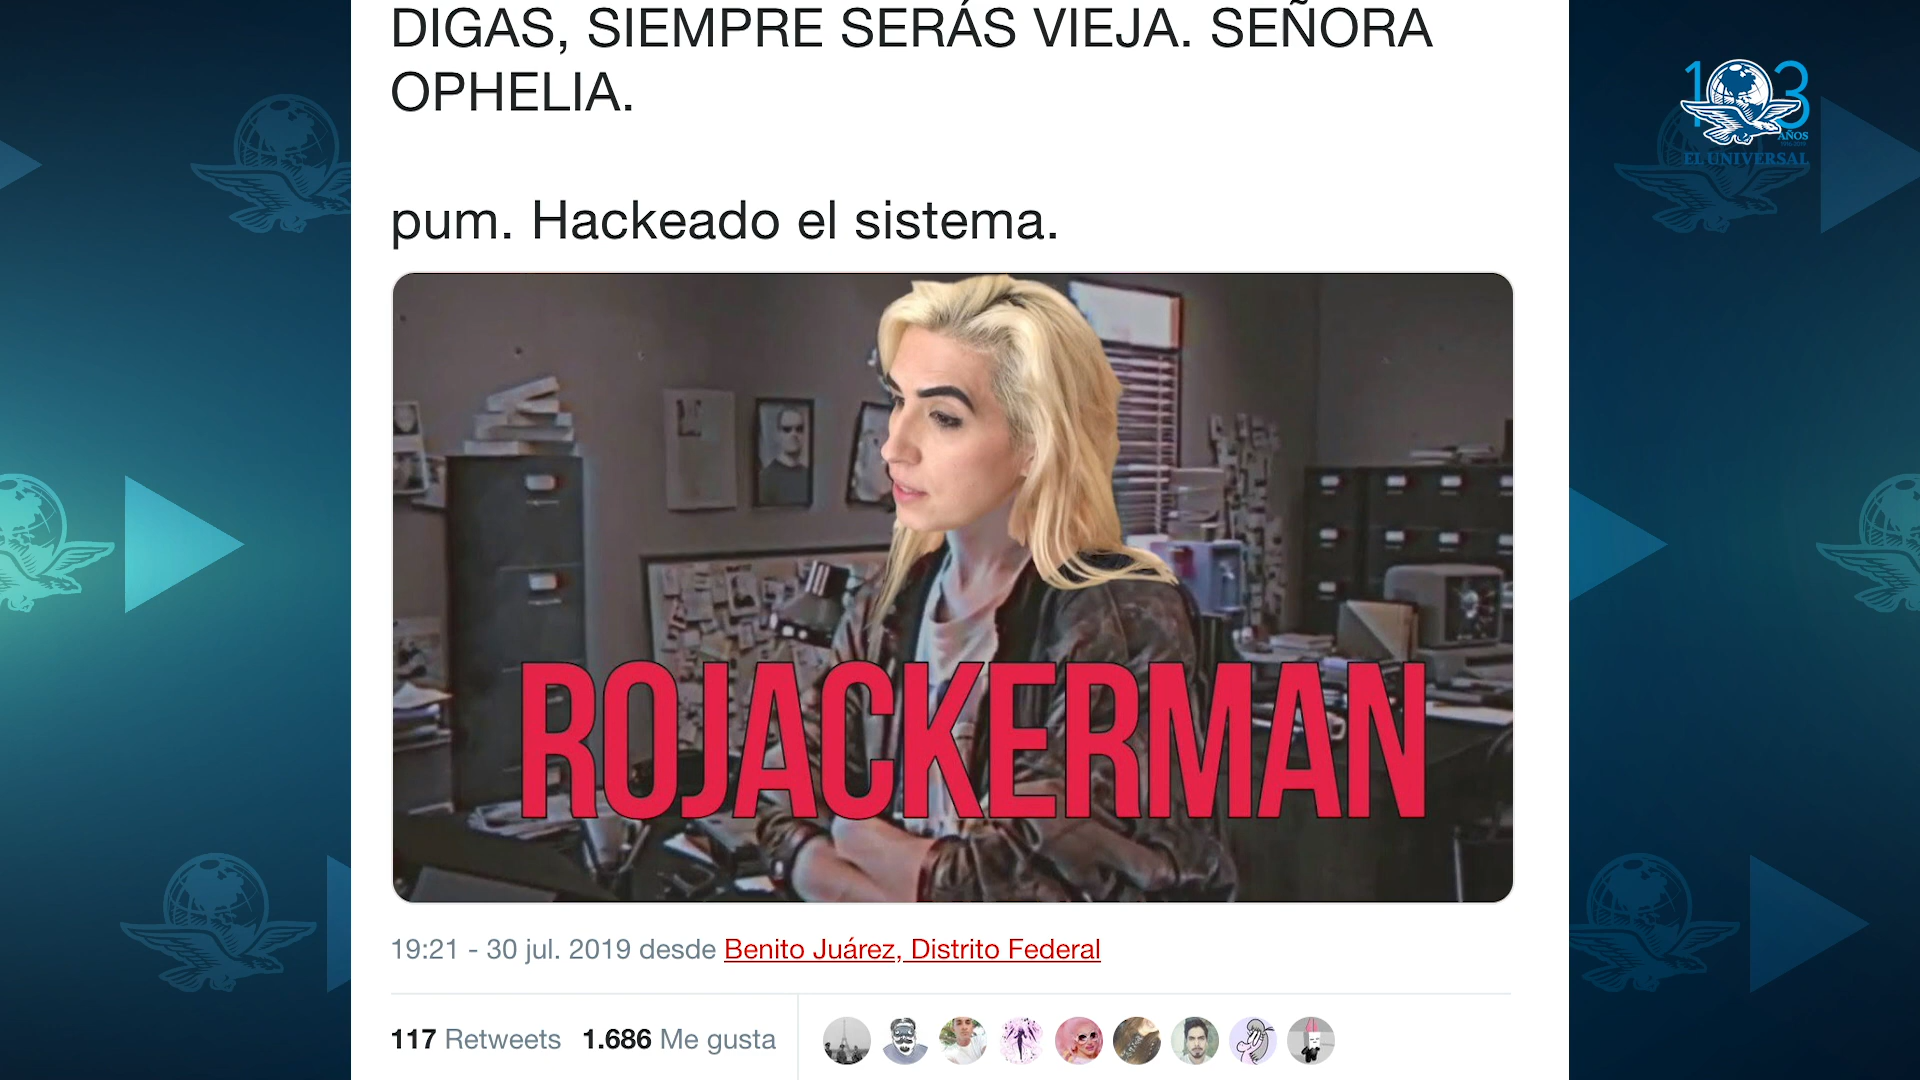 DIGAS, SIEMPRE SERÁS VIEJA. SEÑORA
OPHELIA.
pum. Hackeado el sistema.
103
AÑOS
EL UNIVERSAL
ROJACKERMAN
19:21 - 30 jul. 2019 desde Benito Juárez, Distrito Federal
117 Retweets 1.686 Me gusta